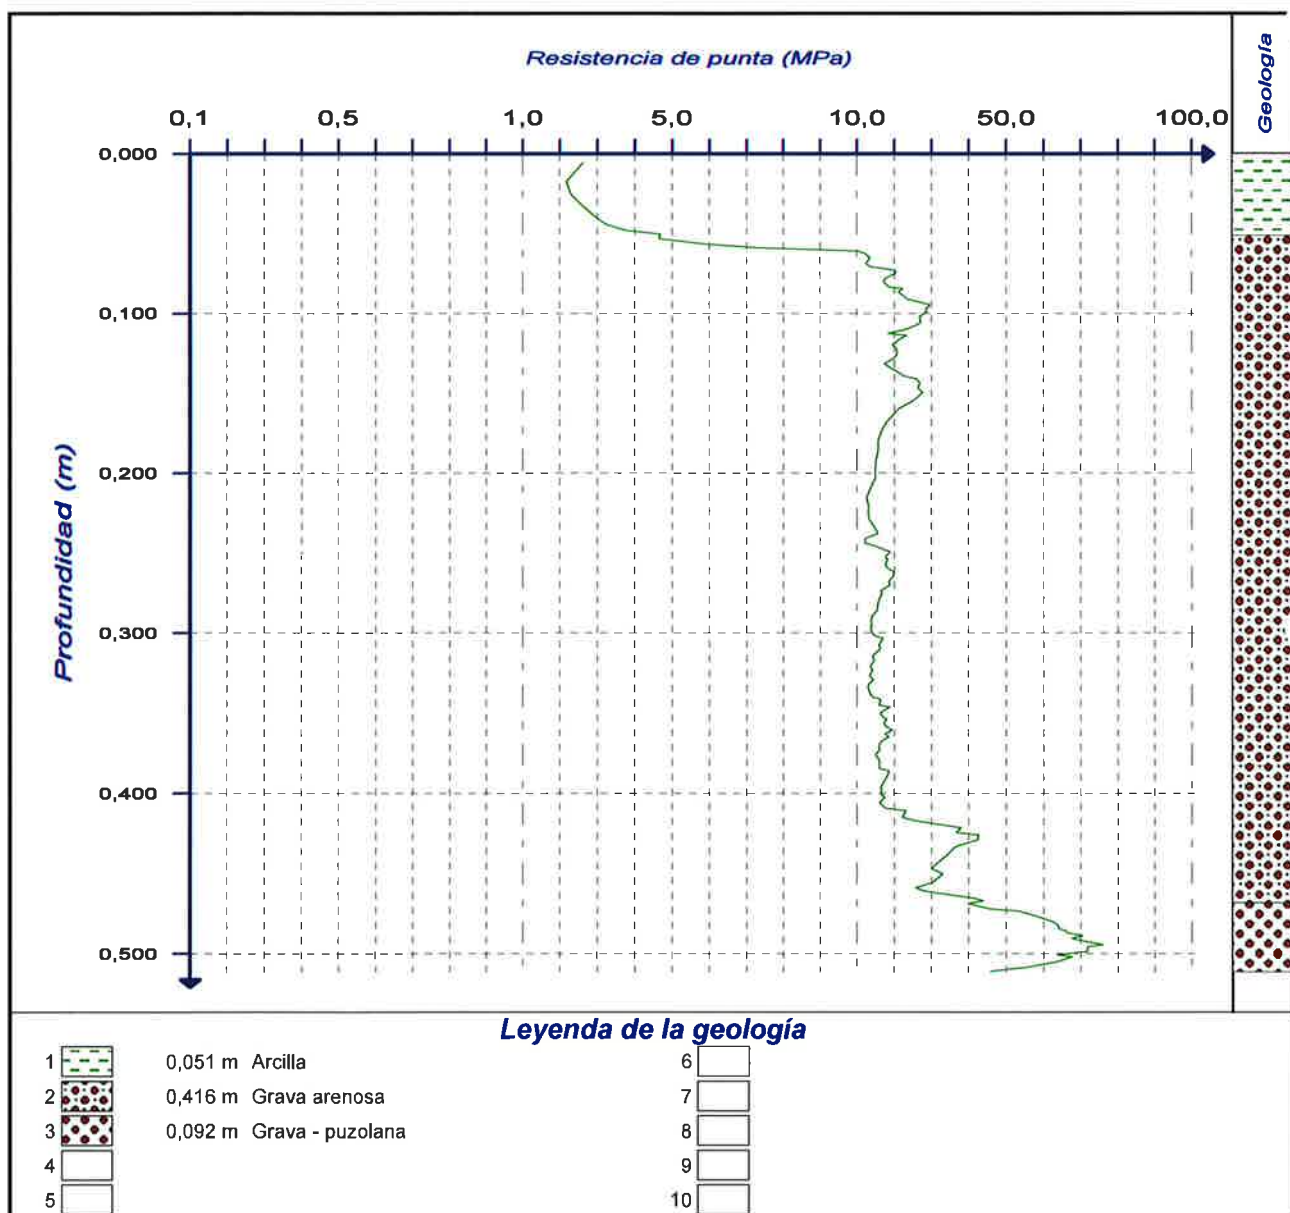 Resistencia de punta (MPa)
Geología
0,1 0,5 1,0 5,0 10,0 50,0 100,0
0,000
0,100
0,200
0,300
0,400
0,500
Profundidad (m)
Leyenda de la geología
1 0,051 m Arcilla
2 0,416 m Grava arenosa
3 0,092 m Grava - puzolana
4
5
6
7
8
9
10